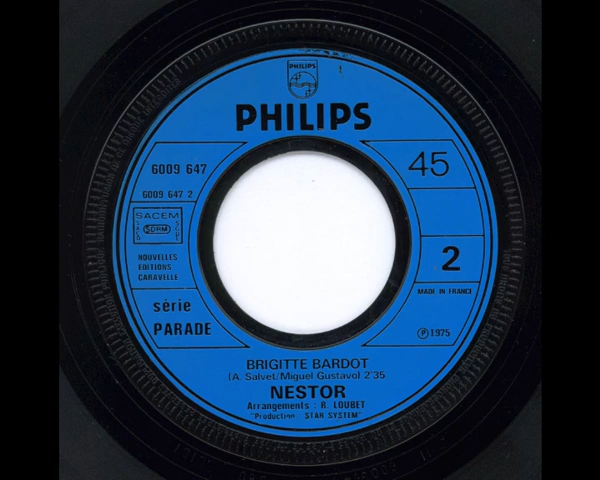 PHILIPS
PHILIPS
6009 647
6009 647 2
SACEM
SDRM
NOUVELLES
EDITIONS
CARAVELLE
série
PARADE
45
2
MADE IN FRANCE
℗ 1975
BRIGITTE BARDOT
(A. Salvet/Miguel Gustavo) 2'35
NESTOR
Arrangements : R. LOUBET
"Production STAR SYSTEM"